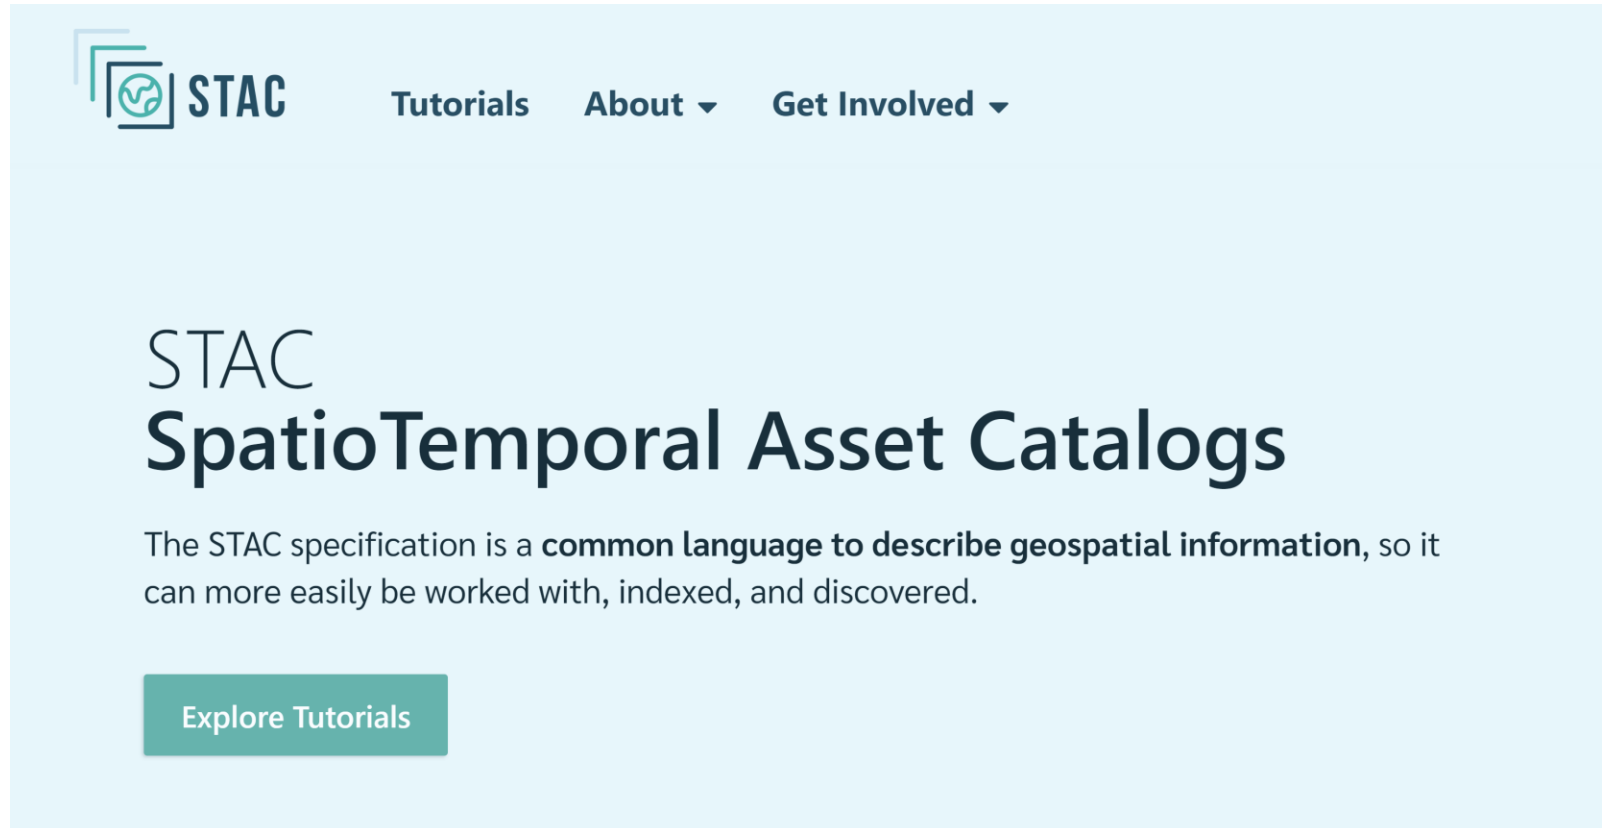 STAC
Tutorials About Get Involved
STAC
SpatioTemporal Asset Catalogs
The STAC specification is a common language to describe geospatial information, so it
can more easily be worked with, indexed, and discovered.
Explore Tutorials